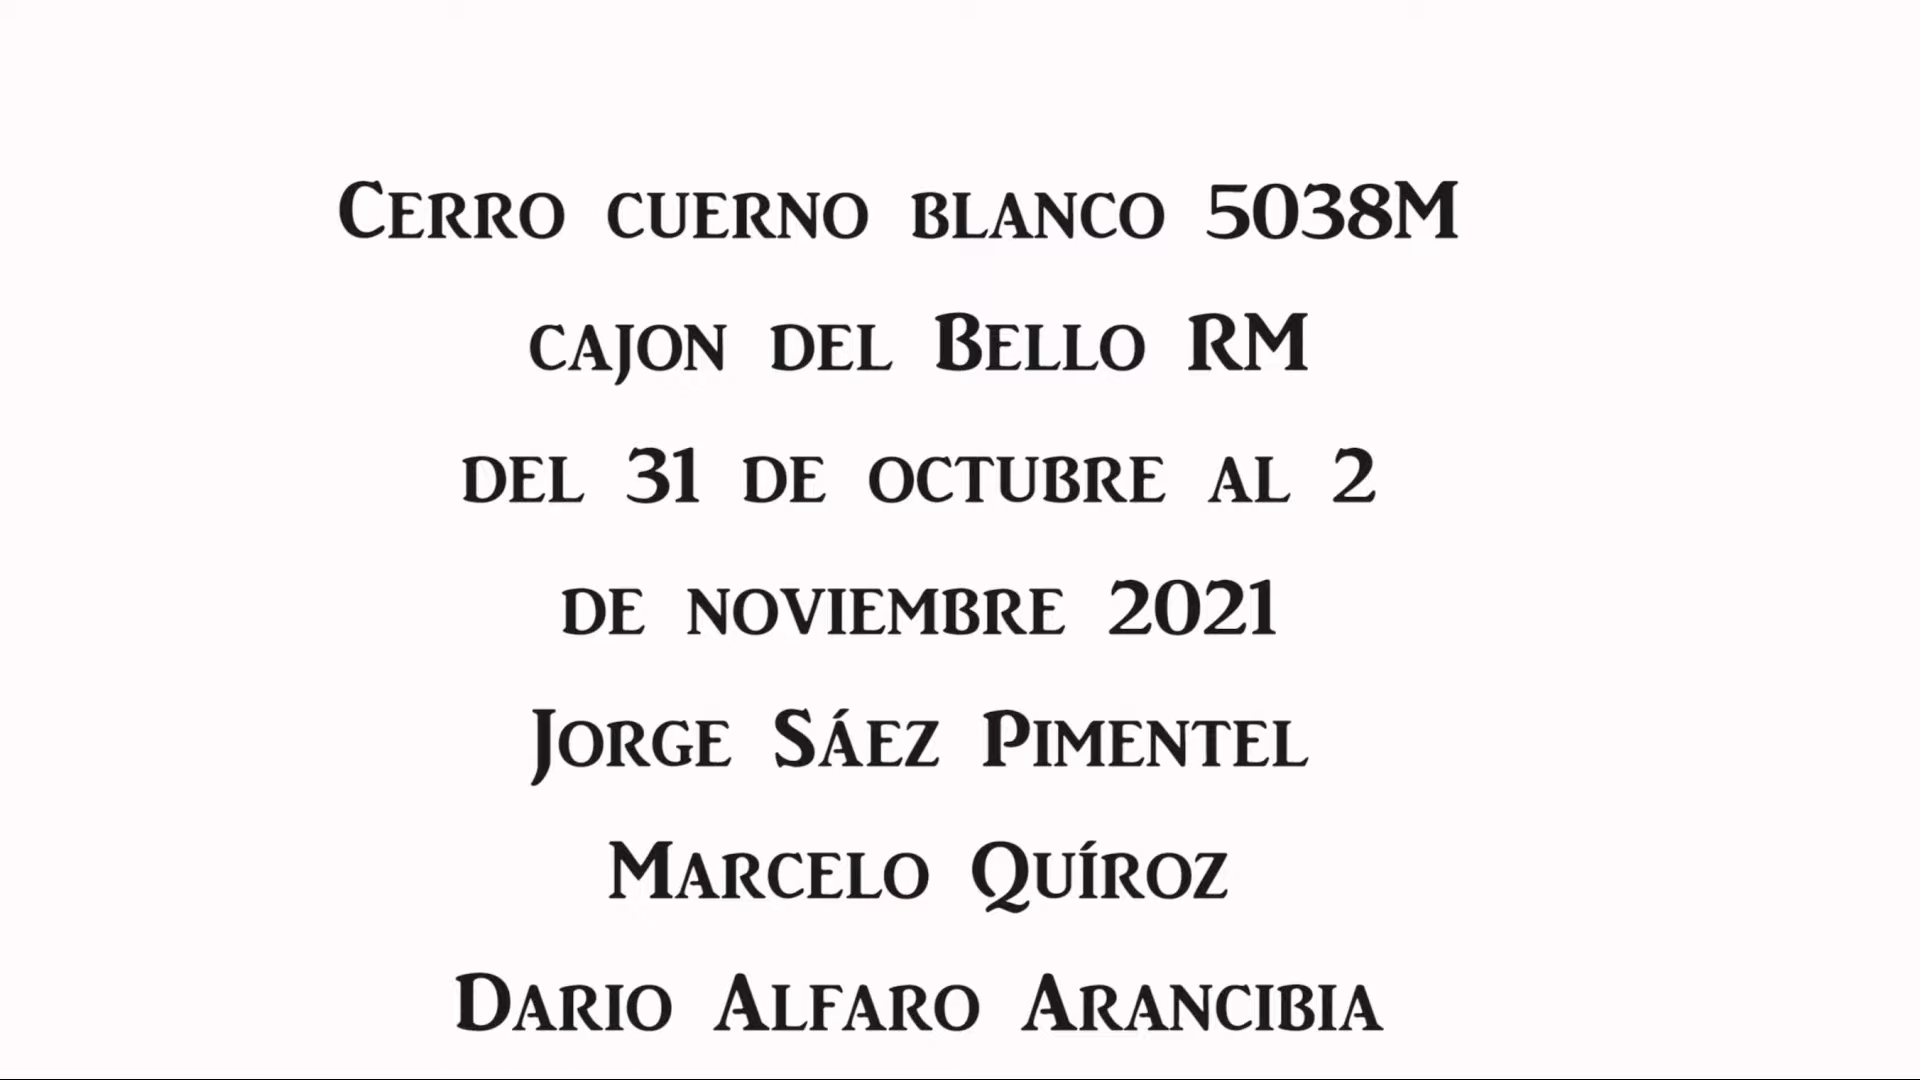 Cerro cuerno blanco 5038M
cajon del Bello RM
del 31 de octubre al 2
de noviembre 2021
Jorge Sáez Pimentel
Marcelo Quíroz
Dario Alfaro Arancibia